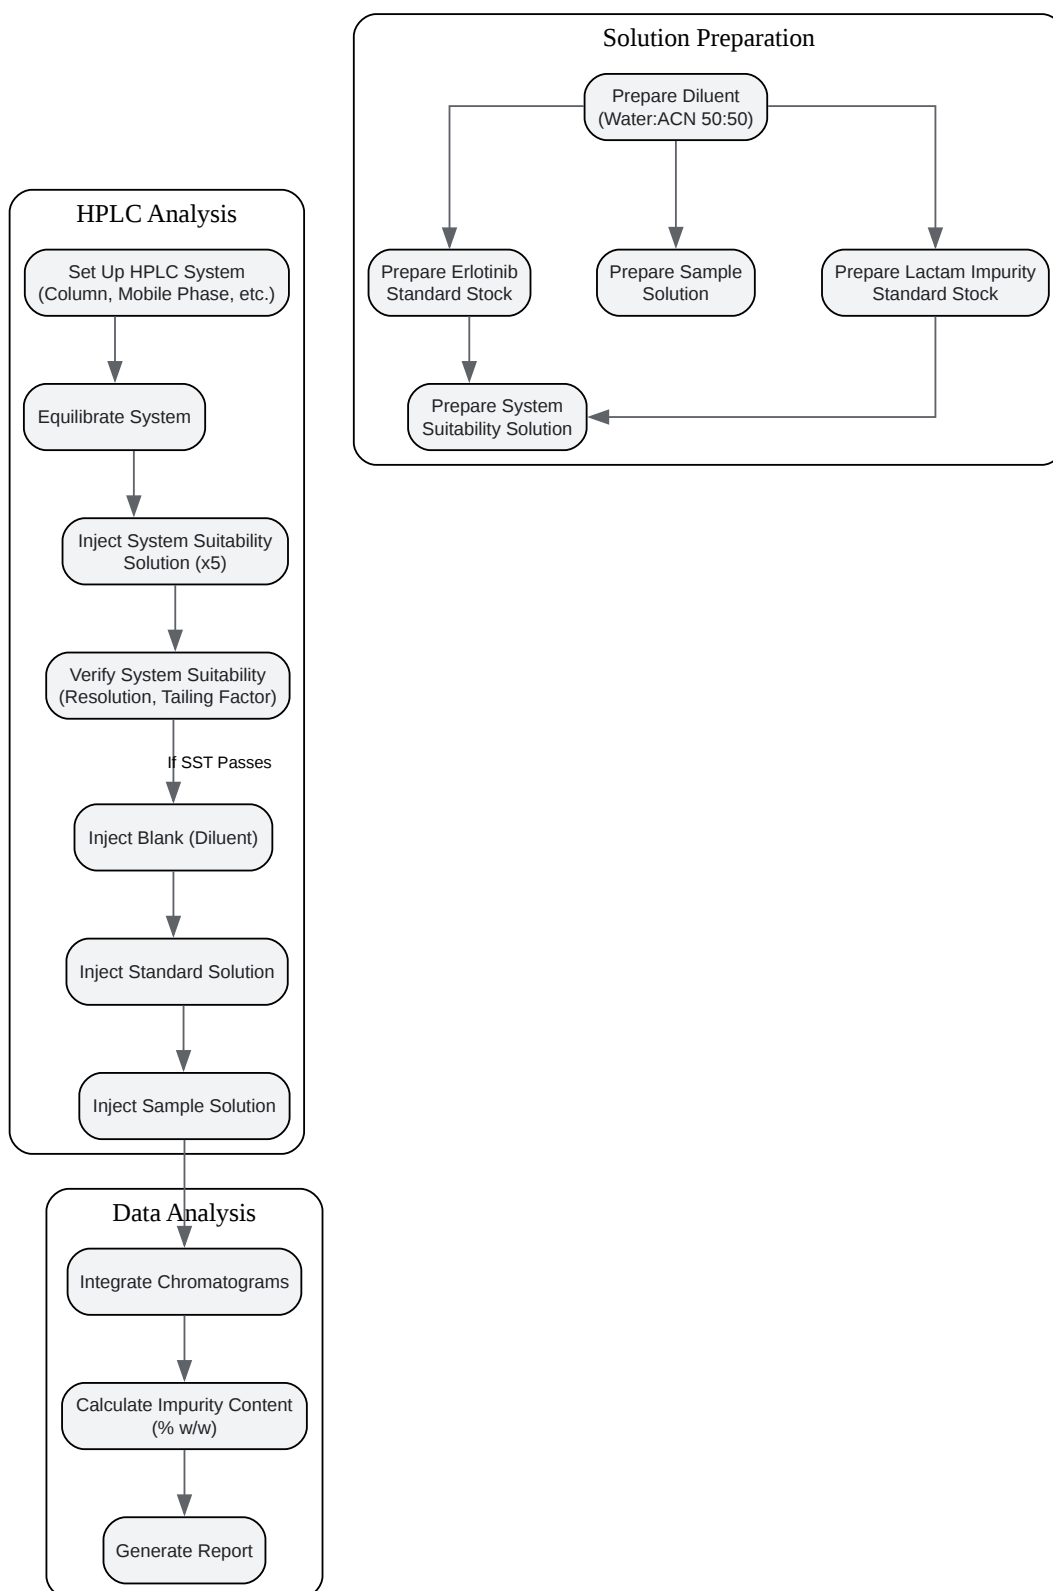 Solution Preparation
Prepare Diluent
(Water:ACN 50:50)
Prepare Erlotinib
Standard Stock
Prepare Sample
Solution
Prepare Lactam Impurity
Standard Stock
Prepare System
Suitability Solution
HPLC Analysis
Set Up HPLC System
(Column, Mobile Phase, etc.)
Equilibrate System
Inject System Suitability
Solution (x5)
Verify System Suitability
(Resolution, Tailing Factor)
If SST Passes
Inject Blank (Diluent)
Inject Standard Solution
Inject Sample Solution
Data Analysis
Integrate Chromatograms
Calculate Impurity Content
(% w/w)
Generate Report